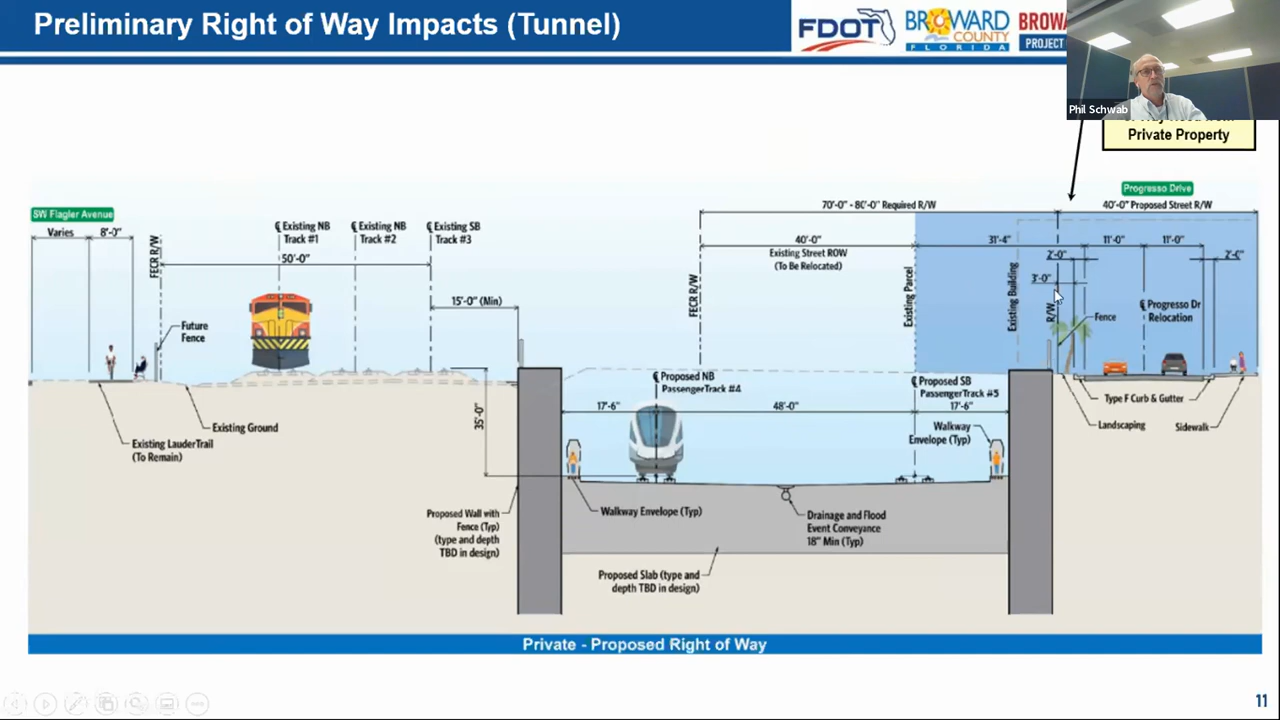 Preliminary Right of Way Impacts (Tunnel)
FDOT
BROWARD
COUNTY
FLORIDA
PROJECT
Phil Schwab
Private Property
SW Flagler Avenue
Progresso Drive
70'-0" - 80'-0" Required R/W
40'-0" Proposed Street R/W
Varies
8'-0"
FECR R/W
Existing NB
Track #1
Existing NB
Track #2
Existing SB
Track #3
50'-0"
15'-0" (Min)
FECR R/W
40'-0"
Existing Street ROW
(To Be Relocated)
Existing Parcel
31'-4"
Existing Building
2'-0"
3'-0"
R/W
11'-0"
11'-0"
2'-0"
Progresso Dr
Relocation
Fence
Future
Fence
Proposed NB
PassengerTrack #4
Proposed SB
PassengerTrack #5
17'-6"
48'-0"
17'-6"
35'-0"
Walkway
Envelope (Typ)
Type F Curb & Gutter
Landscaping
Sidewalk
Existing Ground
Existing LauderTrail
(To Remain)
Proposed Wall with
Fence (Typ)
(type and depth
TBD in design)
Walkway Envelope (Typ)
Drainage and Flood
Event Conveyance
18" Min (Typ)
Proposed Slab (type and
depth TBD in design)
Private - Proposed Right of Way
11